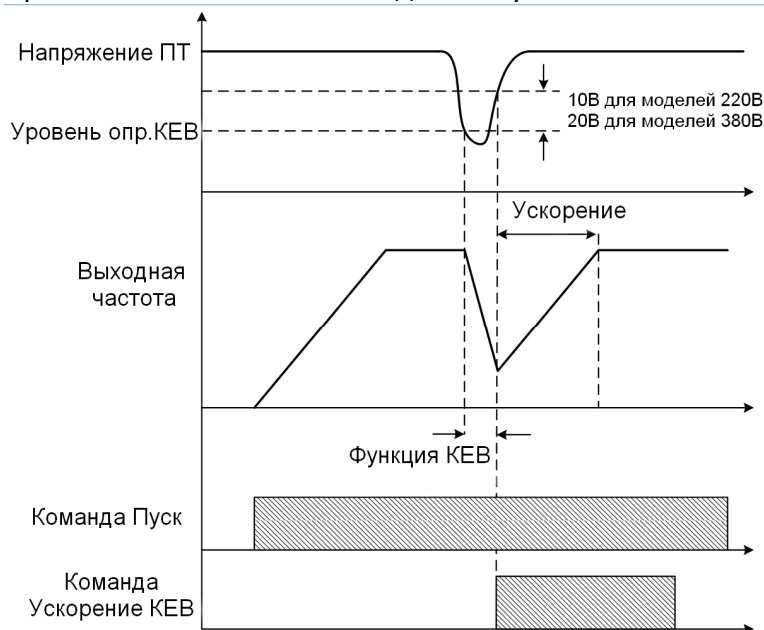 Напряжение ПТ
10В для моделей 220В
20В для моделей 380В
Уровень опр.КЕВ
Ускорение
Выходная
частота
Функция КЕВ
Команда Пуск
Команда
Ускорение КЕВ